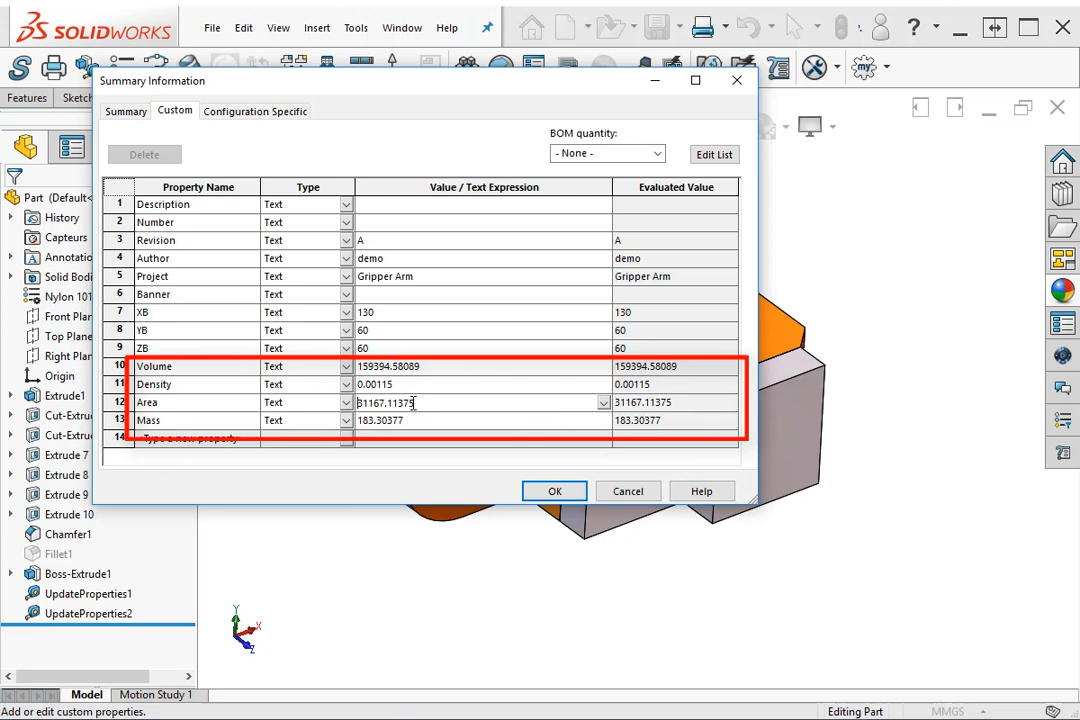 SOLIDWORKS File Edit View Insert Tools Window Help
Features Sketch
Summary Information
Summary Custom Configuration Specific
BOM quantity:
Delete - None - Edit List
Property Name Type Value / Text Expression Evaluated Value
1 Description Text
2 Number Text
3 Revision Text A A
4 Author Text demo demo
5 Project Text Gripper Arm Gripper Arm
6 Banner Text
7 XB Text 130 130
8 YB Text 60 60
9 ZB Text 60 60
10 Volume Text 159394.58089 159394.58089
11 Density Text 0.00115 0.00115
12 Area Text 31167.11375 31167.11375
13 Mass Text 183.30377 183.30377
14 Type a new property
OK Cancel Help
Part (Default<
History
Capteurs
Annotatio
Solid Bodi
Nylon 101
Front Plan
Top Plane
Right Plan
Origin
Extrude1
Cut-Extru
Cut-Extru
Extrude 7
Extrude 8
Extrude 9
Extrude 10
Chamfer1
Fillet1
Boss-Extrude1
UpdateProperties1
UpdateProperties2
Y
X
Z
my
Model Motion Study 1
Add or edit custom properties. Editing Part MMGS